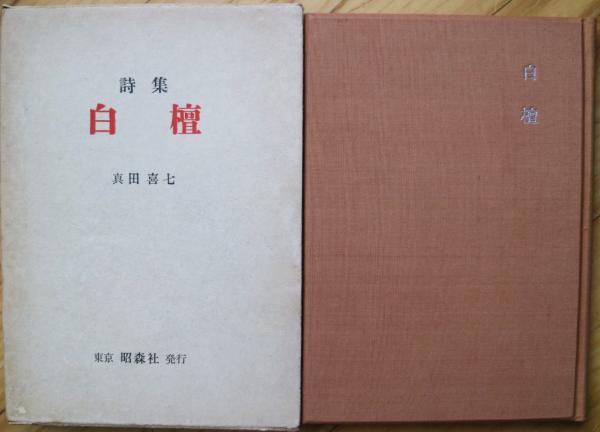 詩集
白檀
真田喜七
東京 昭森社 発行
白檀